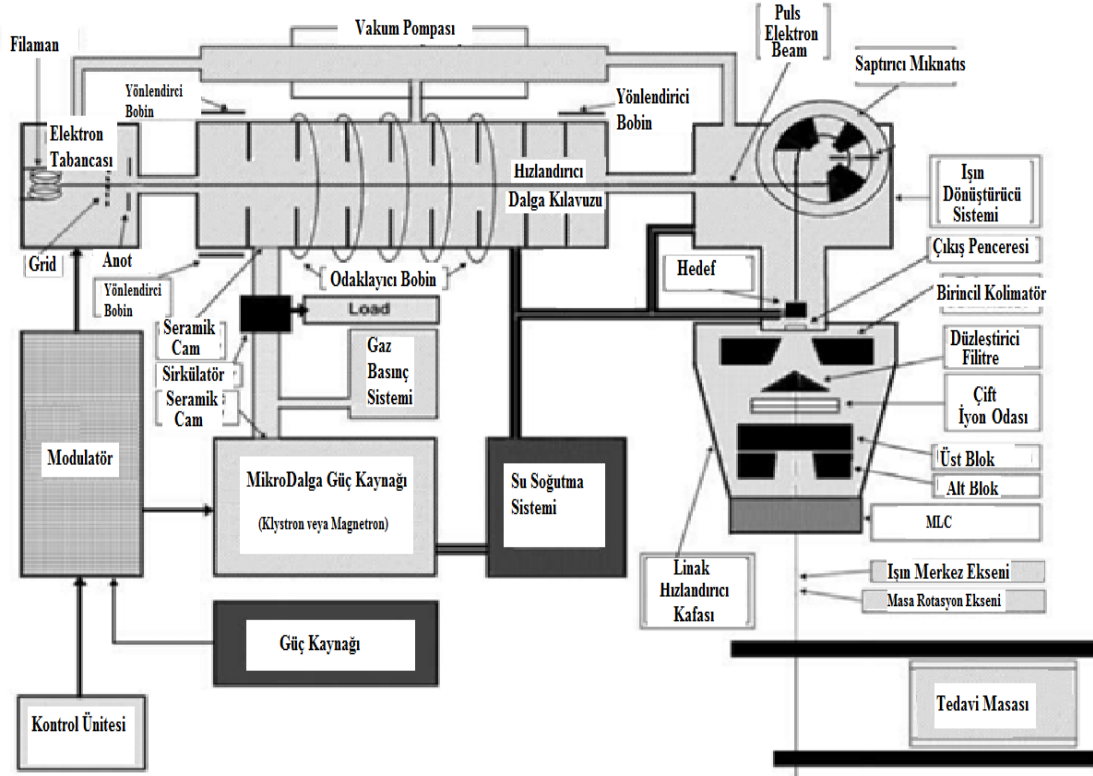 Vakum Pompası
Filaman
Puls
Elektron
Beam
Saptırıcı Mıknatıs
Yönlendirci
Bobin
Yönlendirici
Bobin
Elektron
Tabancası
Hızlandırıcı
Dalga Kılavuzu
Işın
Dönüştürücü
Sistemi
Grid
Anot
Yönlendirci
Bobin
Odaklayıcı Bobin
Hedef
Çıkış Penceresi
Birincil Kolimatör
Load
Seramik
Cam
Sirkülatör
Seramik
Cam
Gaz
Basınç
Sistemi
Düzleştirici
Filitre
Çift
İyon Odası
Üst Blok
Alt Blok
MLC
Modulatör
MikroDalga Güç Kaynağı
(Klystron veya Magnetron)
Su Soğutma
Sistemi
Linak
Hızlandırıcı
Kafası
Işın Merkez Ekseni
Masa Rotasyon Ekseni
Güç Kaynağı
Kontrol Ünitesi
Tedavi Masası